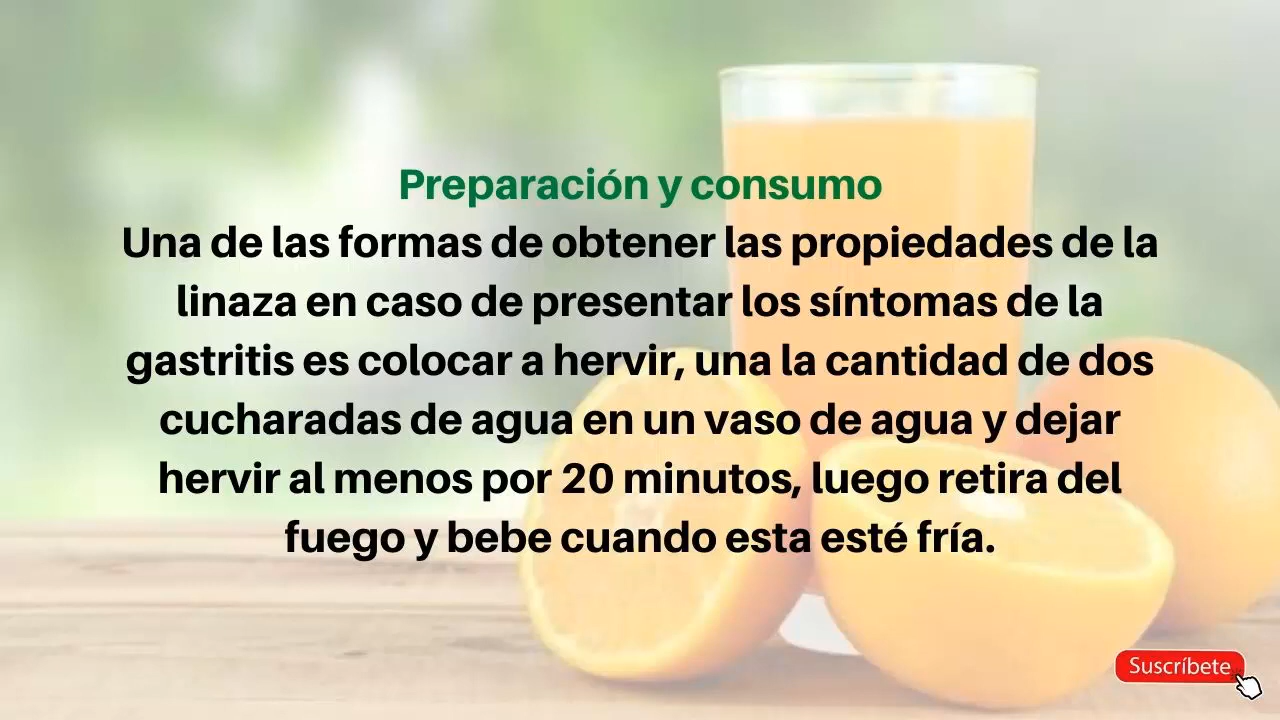 Preparación y consumo
Una de las formas de obtener las propiedades de la
linaza en caso de presentar los síntomas de la
gastritis es colocar a hervir, una la cantidad de dos
cucharadas de agua en un vaso de agua y dejar
hervir al menos por 20 minutos, luego retira del
fuego y bebe cuando esta esté fría.
Suscríbete